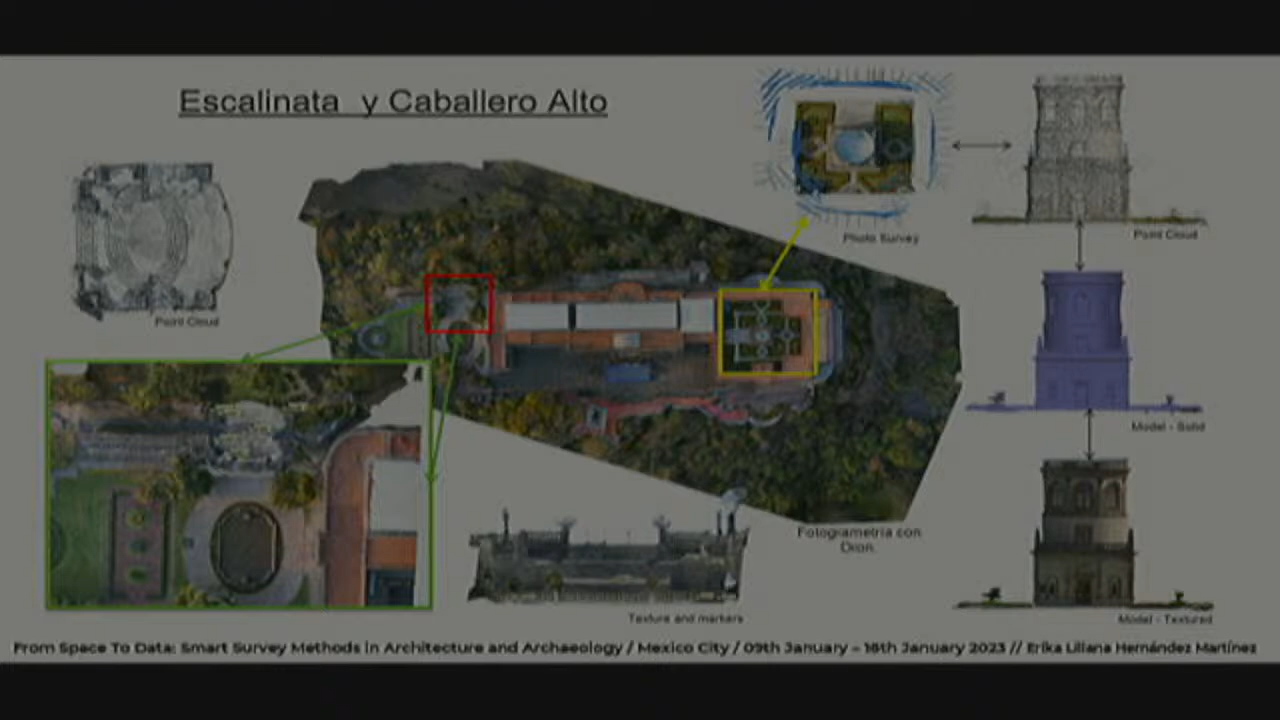 Escalinata y Caballero Alto
Photo Survey
Point Cloud
Point Cloud
Model - Solid
Fotogrametria con
Dron.
Texture and markers
Model - Textured
From Space To Data: Smart Survey Methods in Architecture and Archaeology / Mexico City / 09th January – 16th January 2023 // Erika Liliana Hernández Martínez